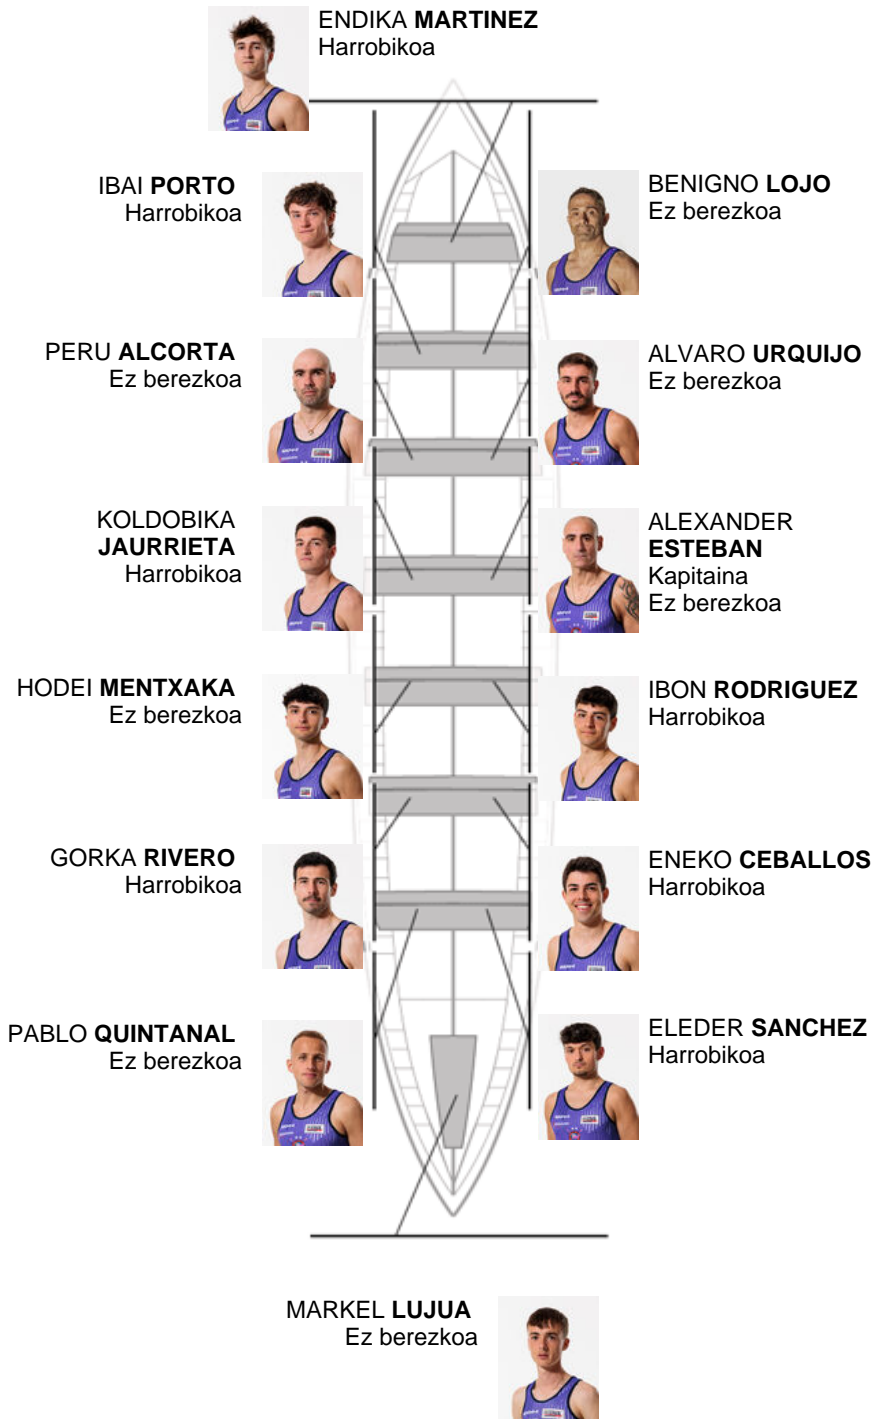 ENDIKA MARTINEZ
Harrobikoa
IBAI PORTO
Harrobikoa
BENIGNO LOJO
Ez berezkoa
PERU ALCORTA
Ez berezkoa
ALVARO URQUIJO
Ez berezkoa
KOLDOBIKA
JAURRIETA
Harrobikoa
ALEXANDER
ESTEBAN
Kapitaina
Ez berezkoa
HODEI MENTXAKA
Ez berezkoa
IBON RODRIGUEZ
Harrobikoa
GORKA RIVERO
Harrobikoa
ENEKO CEBALLOS
Harrobikoa
PABLO QUINTANAL
Ez berezkoa
ELEDER SANCHEZ
Harrobikoa
MARKEL LUJUA
Ez berezkoa